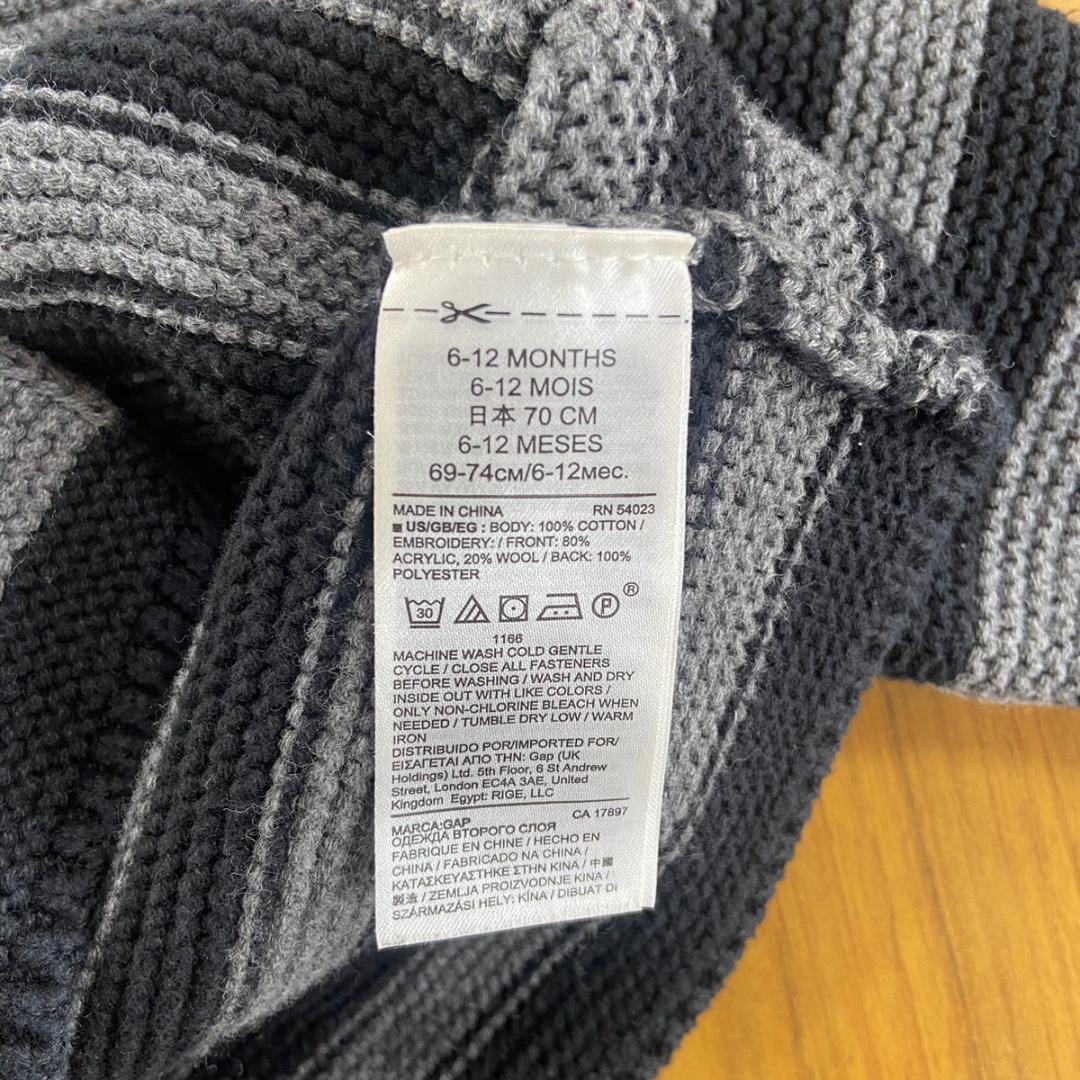 6-12 MONTHS
6-12 MOIS
日本 70 CM
6-12 MESES
69-74см/6-12мес.
MADE IN CHINA RN 54023
■ US/GB/EG : BODY: 100% COTTON /
EMBROIDERY: / FRONT: 80%
ACRYLIC, 20% WOOL / BACK: 100%
POLYESTER
30 P ®
1166
MACHINE WASH COLD GENTLE
CYCLE / CLOSE ALL FASTENERS
BEFORE WASHING / WASH AND DRY
INSIDE OUT WITH LIKE COLORS /
ONLY NON-CHLORINE BLEACH WHEN
NEEDED / TUMBLE DRY LOW / WARM
IRON
DISTRIBUIDO POR/IMPORTED FOR/
ΕΙΣΑΓΕΤΑΙ ΑΠΟ ΤΗΝ: Gap (UK
Holdings) Ltd. 5th Floor, 6 St Andrew
Street, London EC4A 3AE, United
Kingdom Egypt: RIGE, LLC
MARCA:GAP CA 17897
ОДЕЖДА ВТОРОГО СЛОЯ
FABRIQUE EN CHINE / HECHO EN
CHINA / FABRICADO NA CHINA /
ΚΑΤΑΣΚΕΥΑΣΤΗΚΕ ΣΤΗΝ ΚΙΝΑ / 中國
製造 / ZEMLJA PROIZVODNJE KINA /
SZÁRMAZÁSI HELY: KÍNA / DIBUAT DI